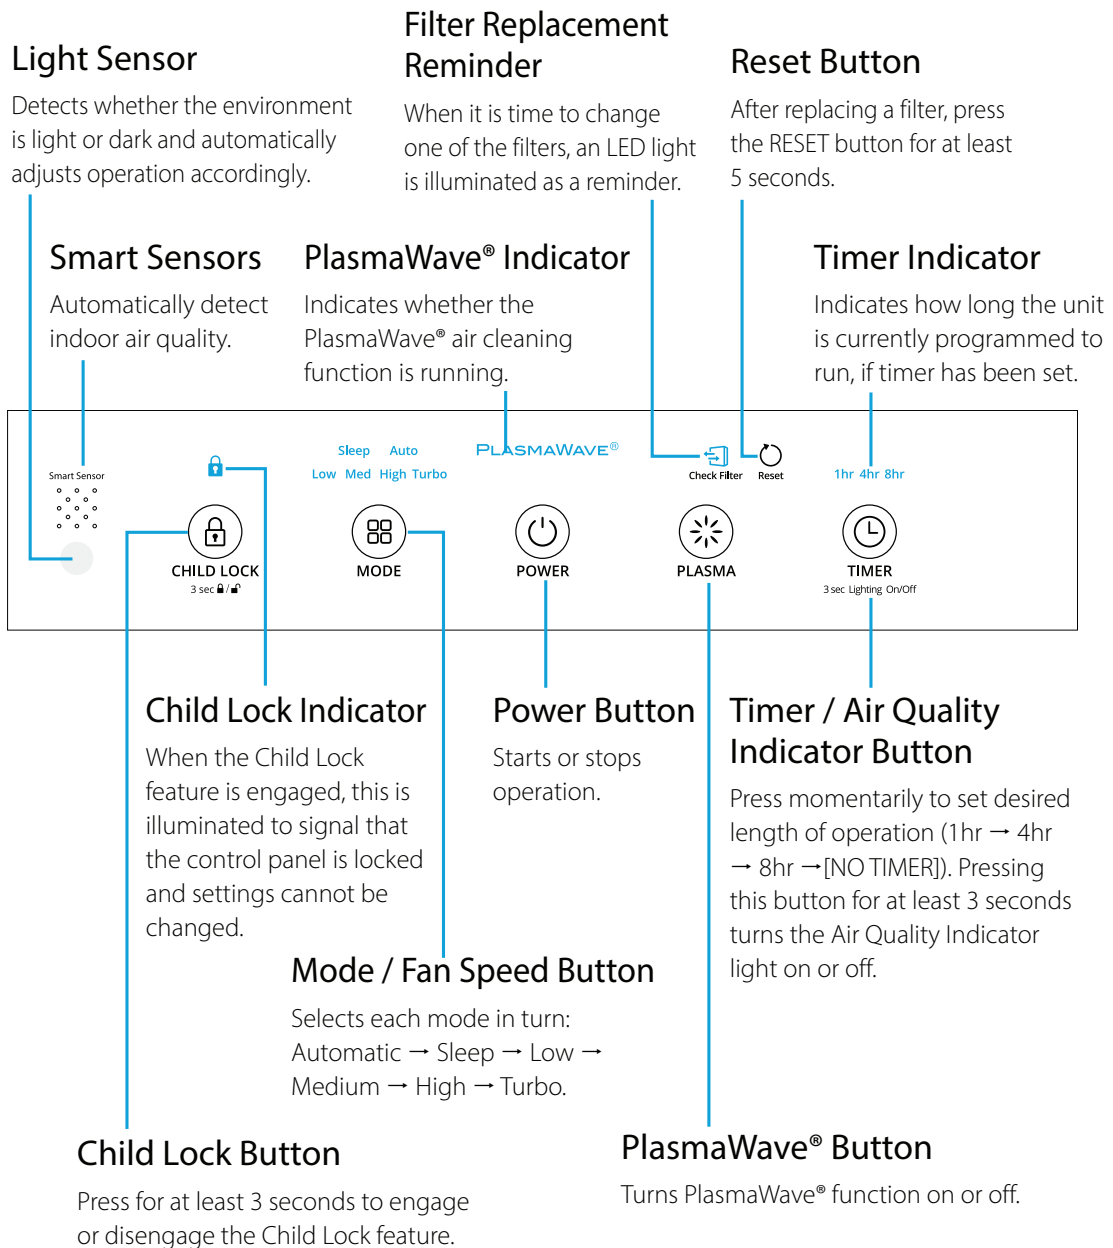 Light Sensor
Detects whether the environment
is light or dark and automatically
adjusts operation accordingly.
Filter Replacement
Reminder
When it is time to change
one of the filters, an LED light
is illuminated as a reminder.
Reset Button
After replacing a filter, press
the RESET button for at least
5 seconds.
Smart Sensors
Automatically detect
indoor air quality.
PlasmaWave® Indicator
Indicates whether the
PlasmaWave® air cleaning
function is running.
Timer Indicator
Indicates how long the unit
is currently programmed to
run, if timer has been set.
Smart Sensor
Sleep Auto
Low Med High Turbo
PLASMAWAVE®
Check Filter
Reset
1hr 4hr 8hr
CHILD LOCK
3 sec /
MODE
POWER
PLASMA
TIMER
3 sec Lighting On/Off
Child Lock Indicator
When the Child Lock
feature is engaged, this is
illuminated to signal that
the control panel is locked
and settings cannot be
changed.
Power Button
Starts or stops
operation.
Timer / Air Quality
Indicator Button
Press momentarily to set desired
length of operation (1hr → 4hr
→ 8hr →[NO TIMER]). Pressing
this button for at least 3 seconds
turns the Air Quality Indicator
light on or off.
Mode / Fan Speed Button
Selects each mode in turn:
Automatic → Sleep → Low →
Medium → High → Turbo.
Child Lock Button
Press for at least 3 seconds to engage
or disengage the Child Lock feature.
PlasmaWave® Button
Turns PlasmaWave® function on or off.